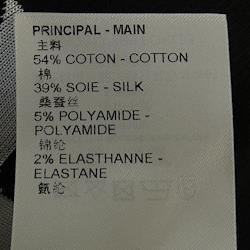 PRINCIPAL - MAIN
主料
54% COTON - COTTON
棉
39% SOIE - SILK
桑蚕丝
5% POLYAMIDE -
POLYAMIDE
锦纶
2% ELASTHANNE -
ELASTANE
氨纶